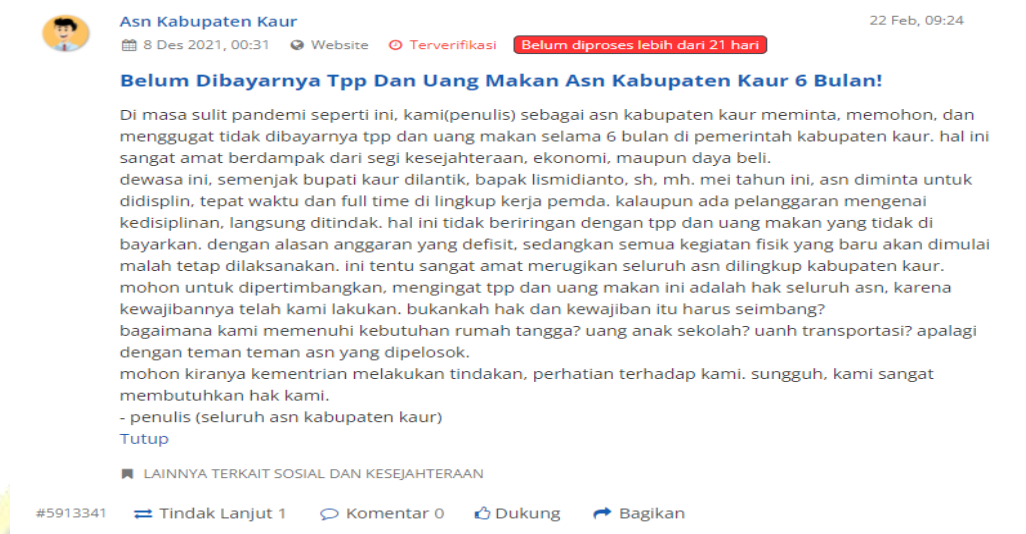 Asn Kabupaten Kaur
22 Feb, 09:24
8 Des 2021, 00:31 Website Terverifikasi Belum diproses lebih dari 21 hari
Belum Dibayarnya Tpp Dan Uang Makan Asn Kabupaten Kaur 6 Bulan!
Di masa sulit pandemi seperti ini, kami(penulis) sebagai asn kabupaten kaur meminta, memohon, dan
menggugat tidak dibayarnya tpp dan uang makan selama 6 bulan di pemerintah kabupaten kaur. hal ini
sangat amat berdampak dari segi kesejahteraan, ekonomi, maupun daya beli.
dewasa ini, semenjak bupati kaur dilantik, bapak lismidianto, sh, mh. mei tahun ini, asn diminta untuk
didisplin, tepat waktu dan full time di lingkup kerja pemda. kalaupun ada pelanggaran mengenai
kedisiplinan, langsung ditindak. hal ini tidak beriringan dengan tpp dan uang makan yang tidak di
bayarkan. dengan alasan anggaran yang defisit, sedangkan semua kegiatan fisik yang baru akan dimulai
malah tetap dilaksanakan. ini tentu sangat amat merugikan seluruh asn dilingkup kabupaten kaur.
mohon untuk dipertimbangkan, mengingat tpp dan uang makan ini adalah hak seluruh asn, karena
kewajibannya telah kami lakukan. bukankah hak dan kewajiban itu harus seimbang?
bagaimana kami memenuhi kebutuhan rumah tangga? uang anak sekolah? uanh transportasi? apalagi
dengan teman teman asn yang dipelosok.
mohon kiranya kementrian melakukan tindakan, perhatian terhadap kami. sungguh, kami sangat
membutuhkan hak kami.
- penulis (seluruh asn kabupaten kaur)
Tutup
LAINNYA TERKAIT SOSIAL DAN KESEJAHTERAAN
#5913341 Tindak Lanjut 1 Komentar 0 Dukung Bagikan